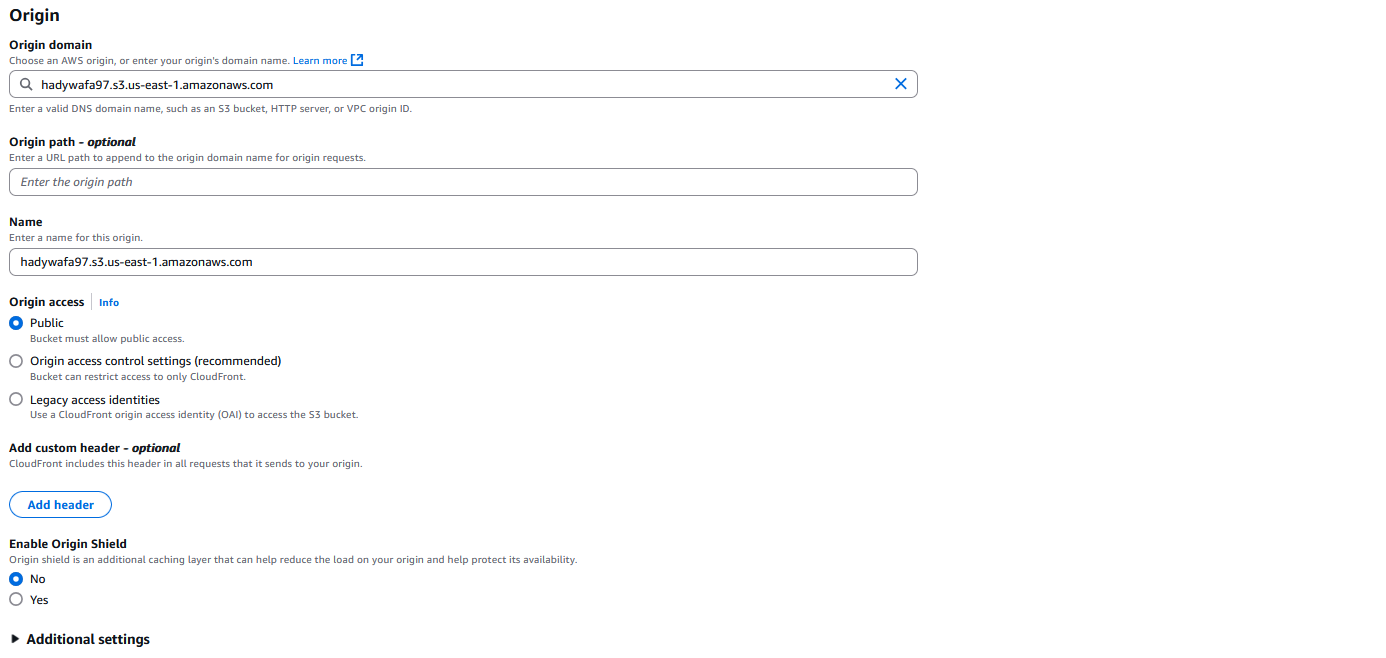 Origin
Origin domain
Choose an AWS origin, or enter your origin's domain name. Learn more
hadywafa97.s3.us-east-1.amazonaws.com
Enter a valid DNS domain name, such as an S3 bucket, HTTP server, or VPC origin ID.
Origin path - optional
Enter a URL path to append to the origin domain name for origin requests.
Enter the origin path
Name
Enter a name for this origin.
hadywafa97.s3.us-east-1.amazonaws.com
Origin access Info
Public
Bucket must allow public access.
Origin access control settings (recommended)
Bucket can restrict access to only CloudFront.
Legacy access identities
Use a CloudFront origin access identity (OAI) to access the S3 bucket.
Add custom header - optional
CloudFront includes this header in all requests that it sends to your origin.
Add header
Enable Origin Shield
Origin shield is an additional caching layer that can help reduce the load on your origin and help protect its availability.
No
Yes
Additional settings